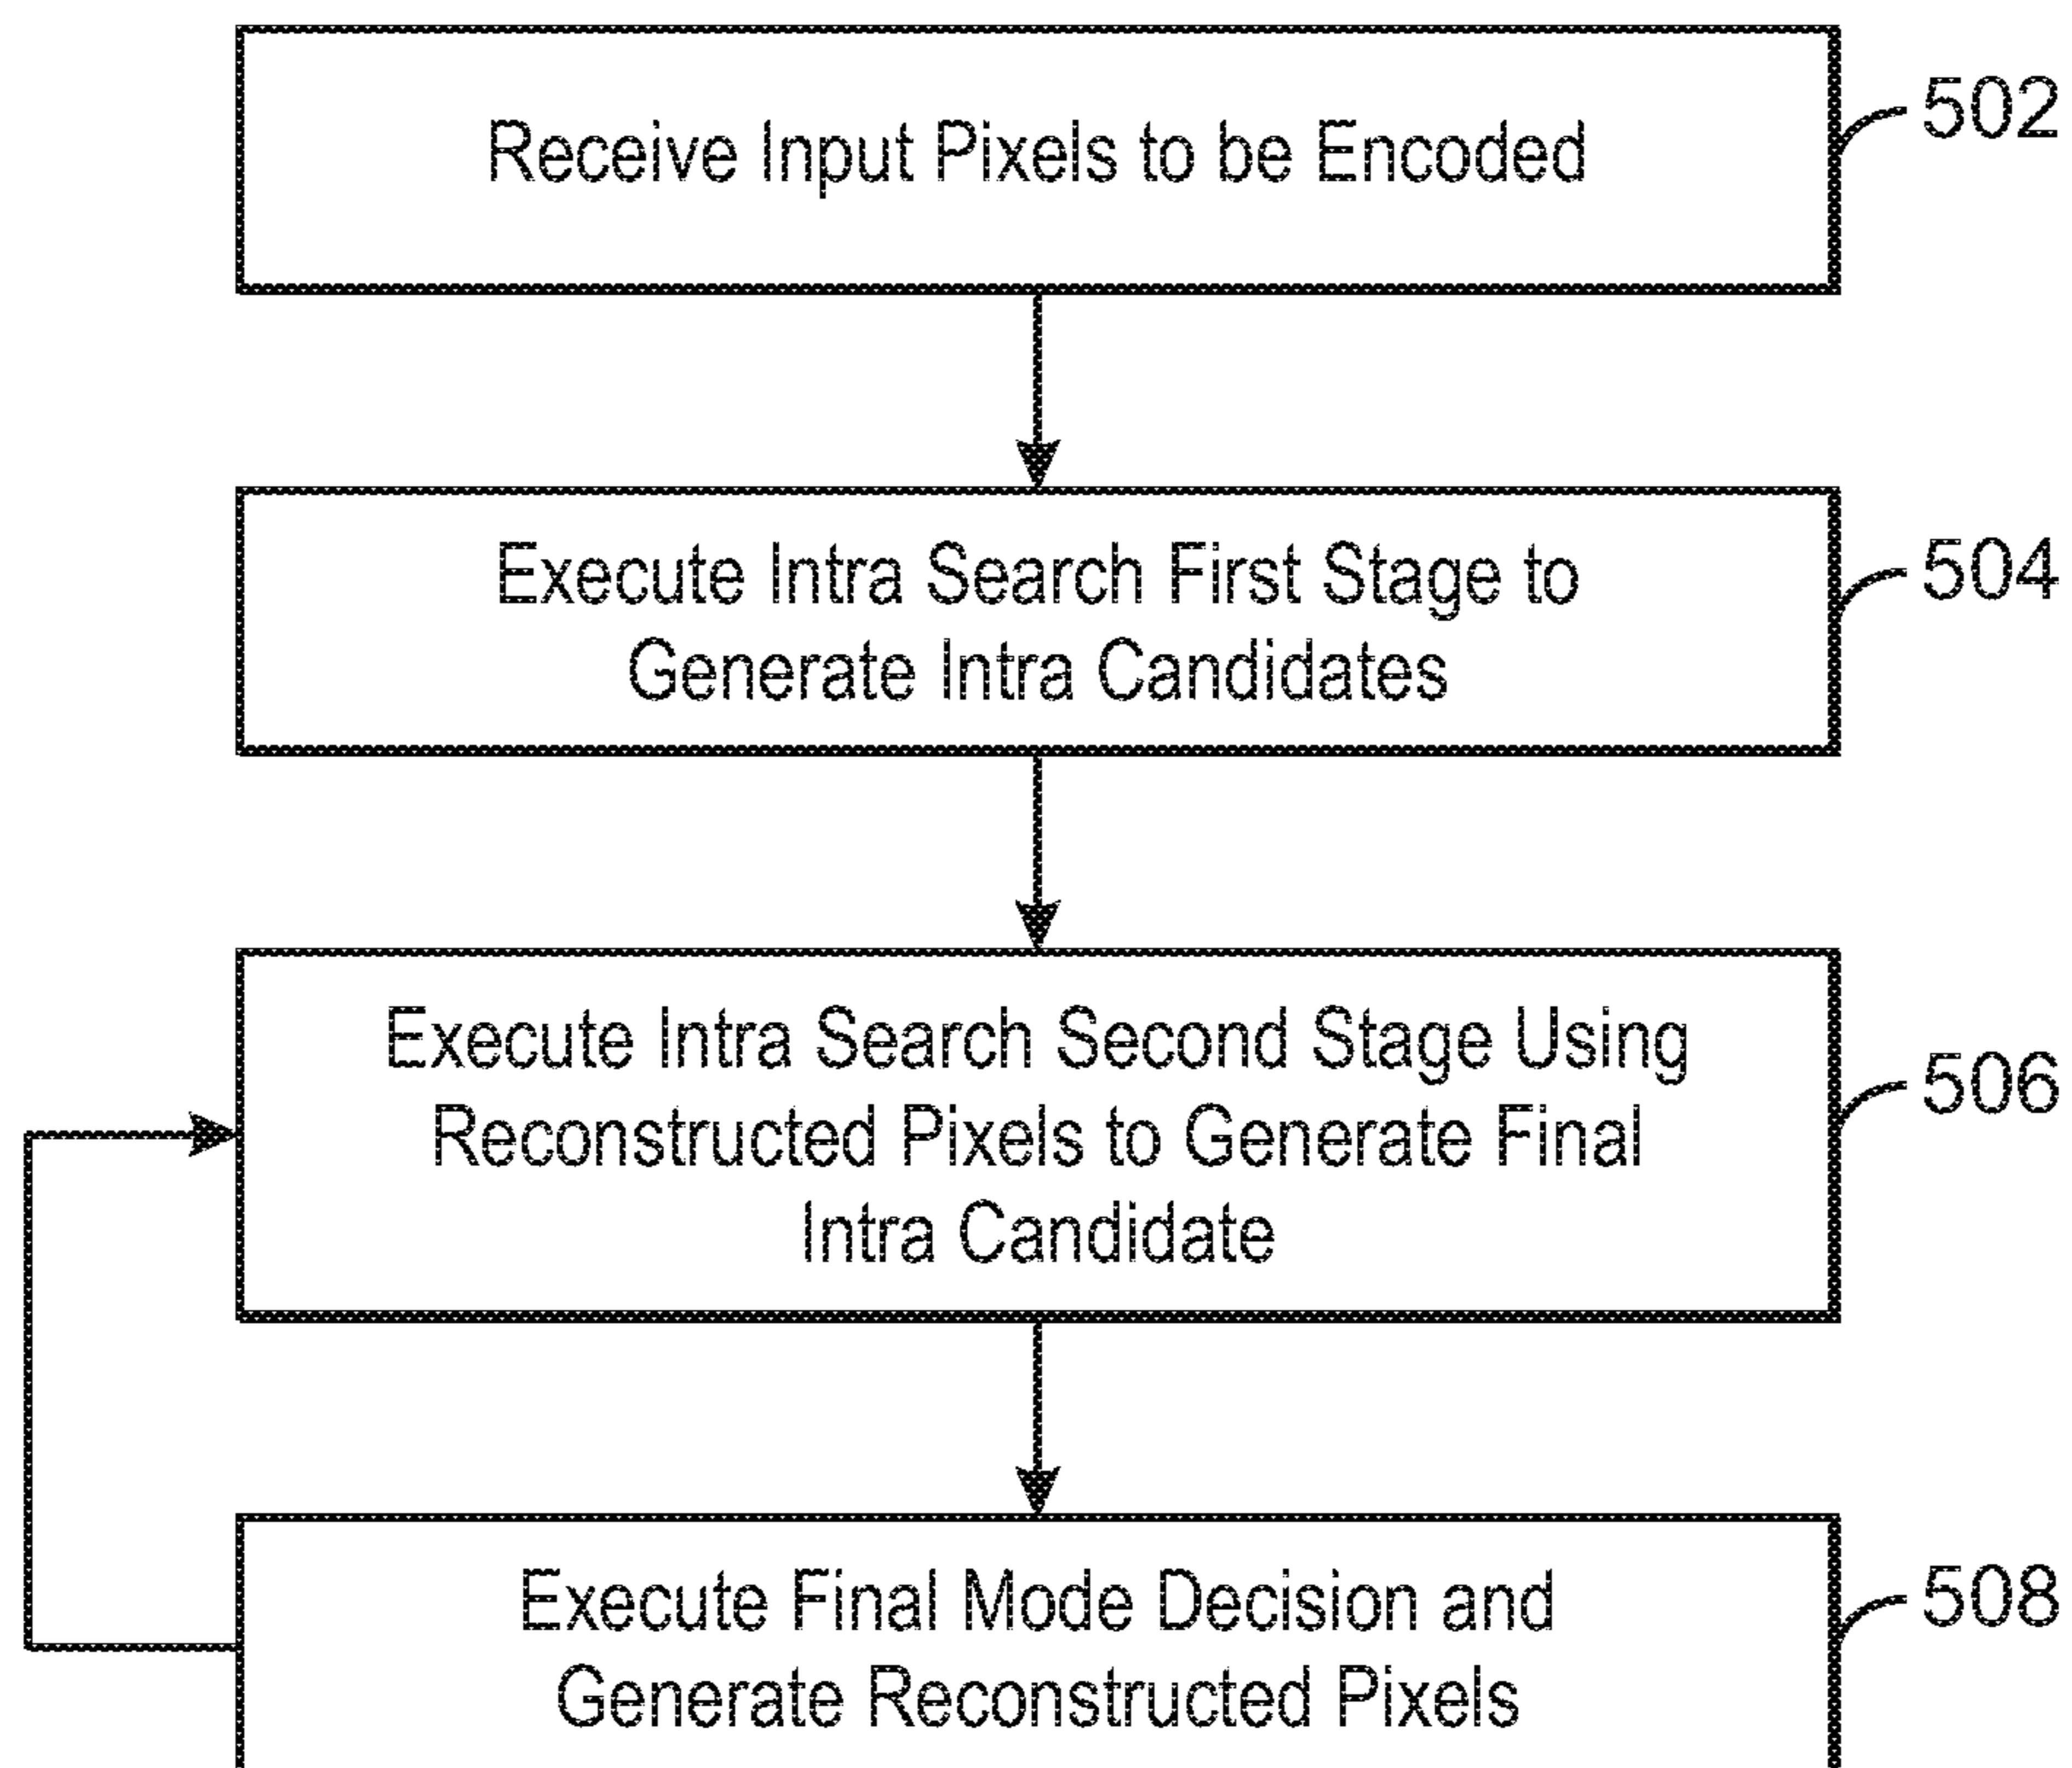 Receive Input Pixels to be Encoded
502
Execute Intra Search First Stage to
Generate Intra Candidates
504
Execute Intra Search Second Stage Using
Reconstructed Pixels to Generate Final
Intra Candidate
506
Execute Final Mode Decision and
Generate Reconstructed Pixels
508